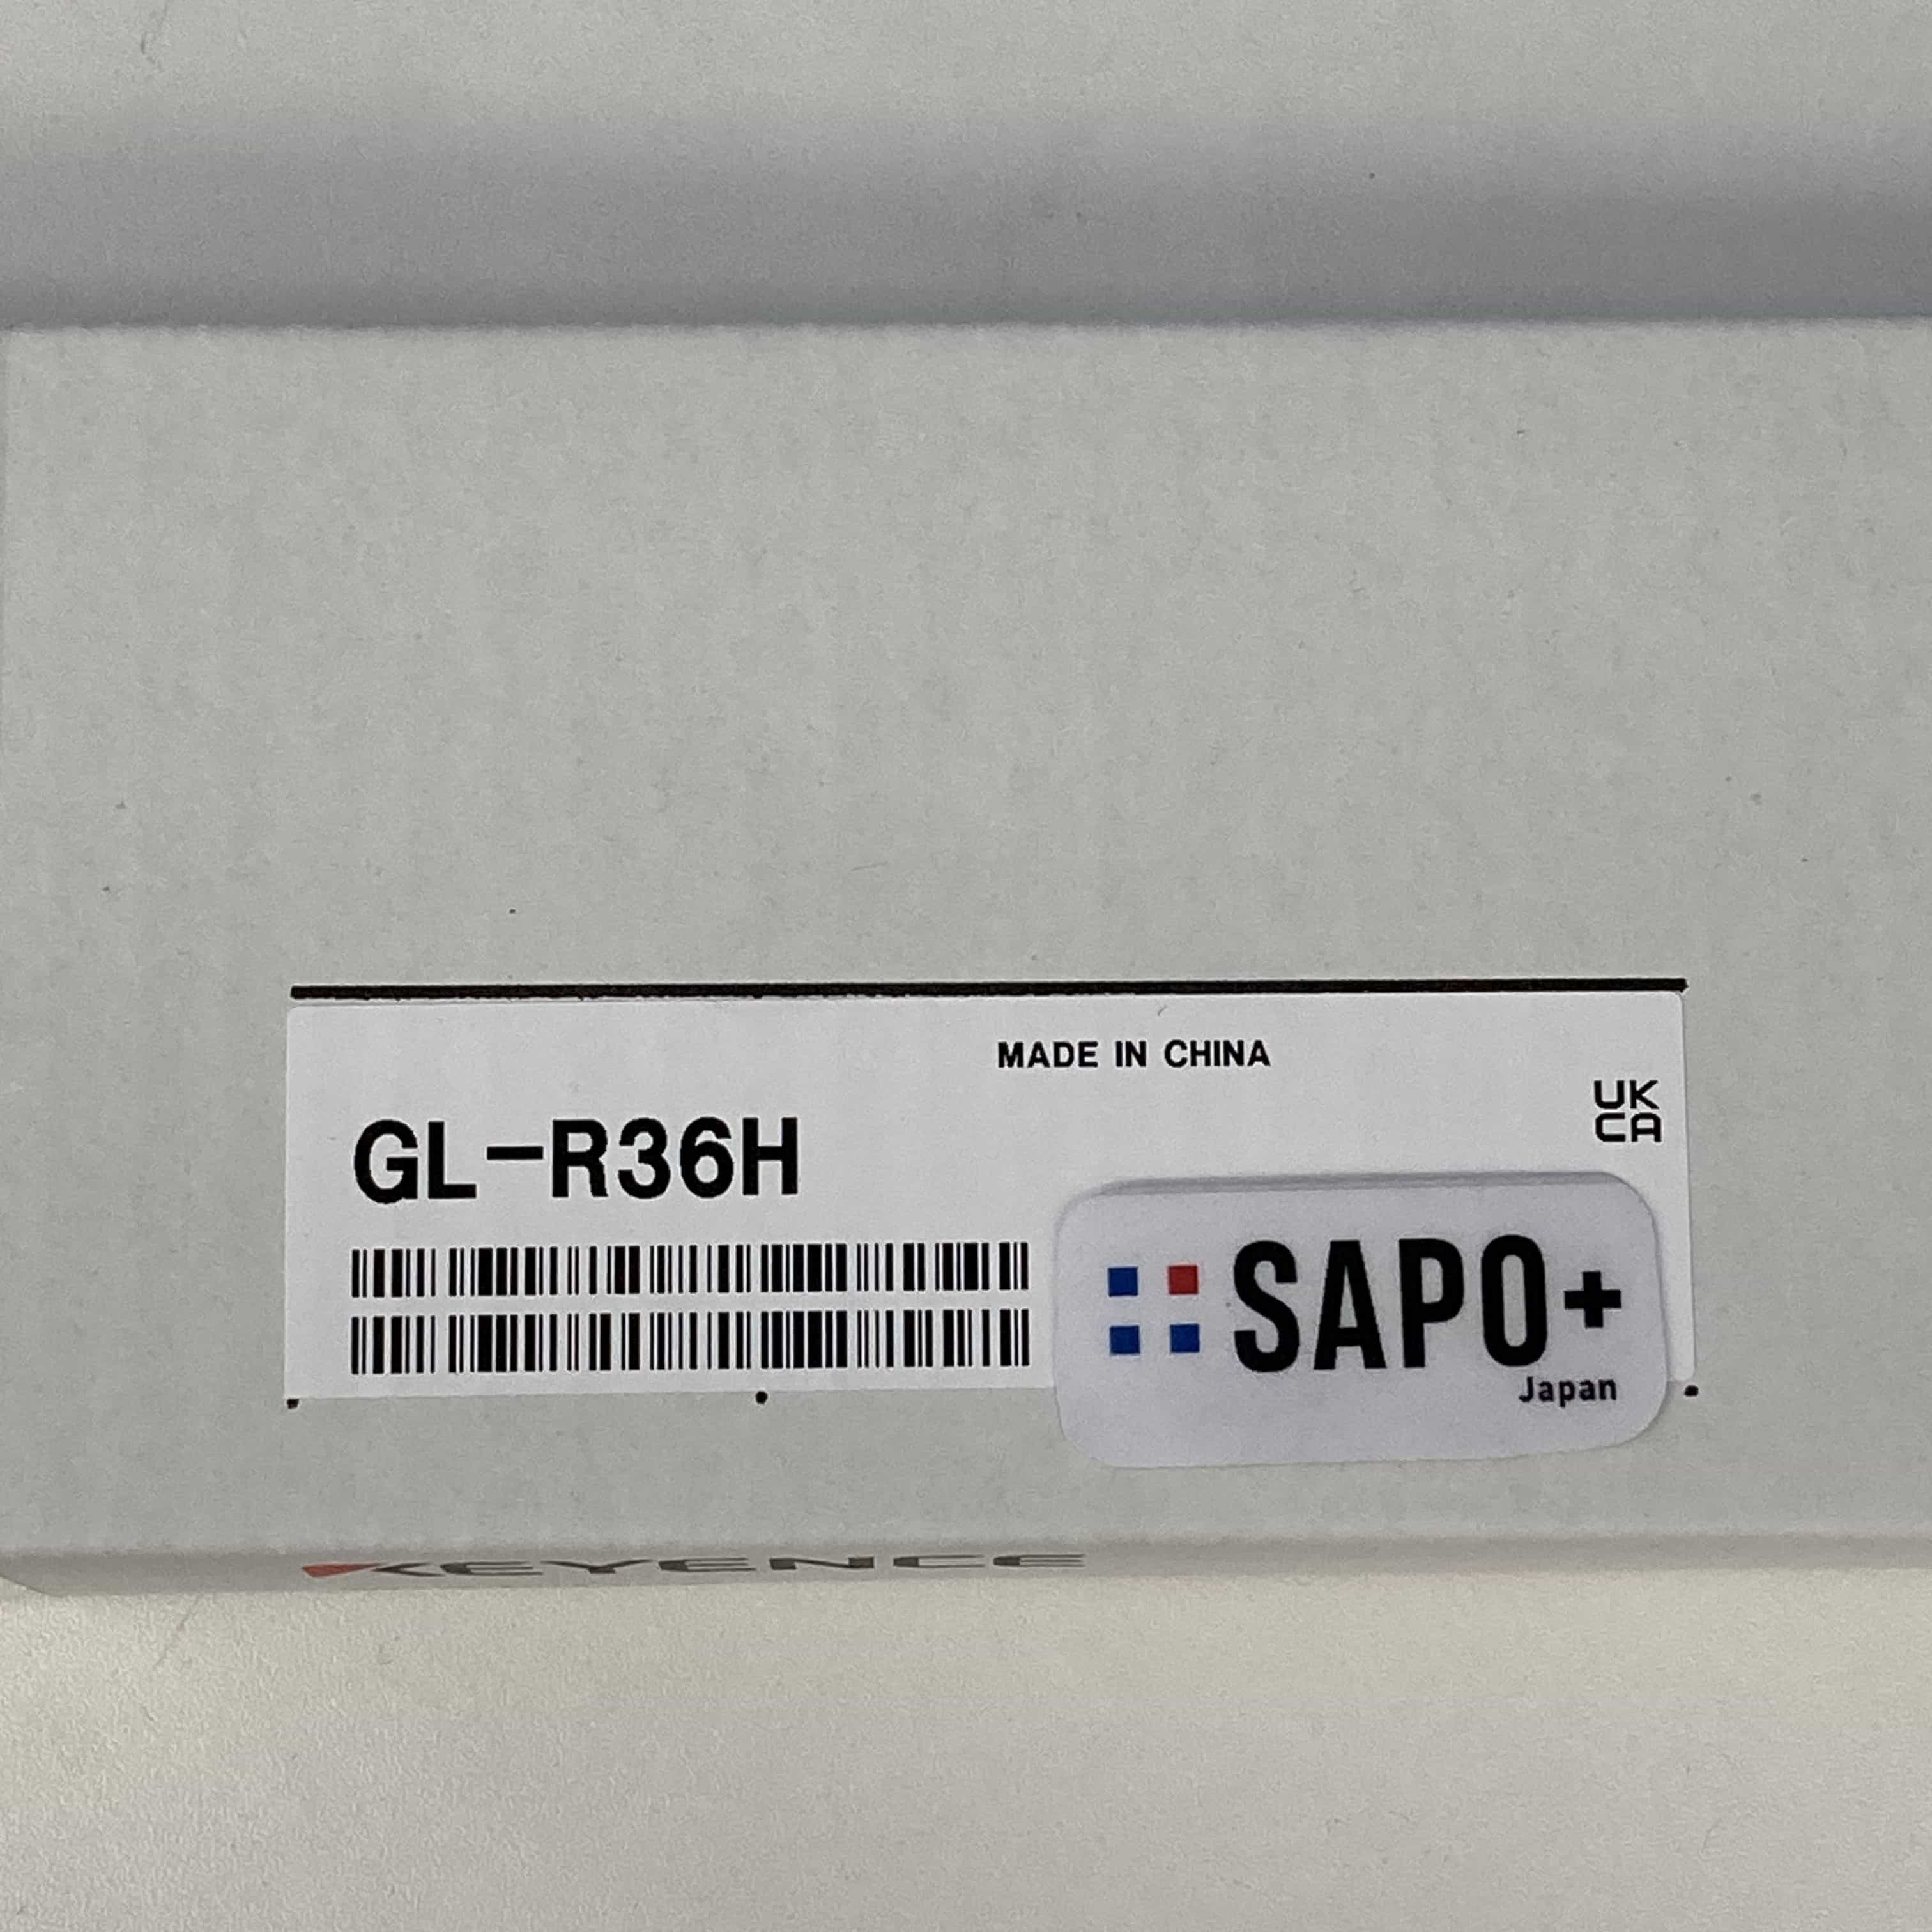 MADE IN CHINA
UK
CA
GL-R36H
SAPO+
Japan
KEYENCE